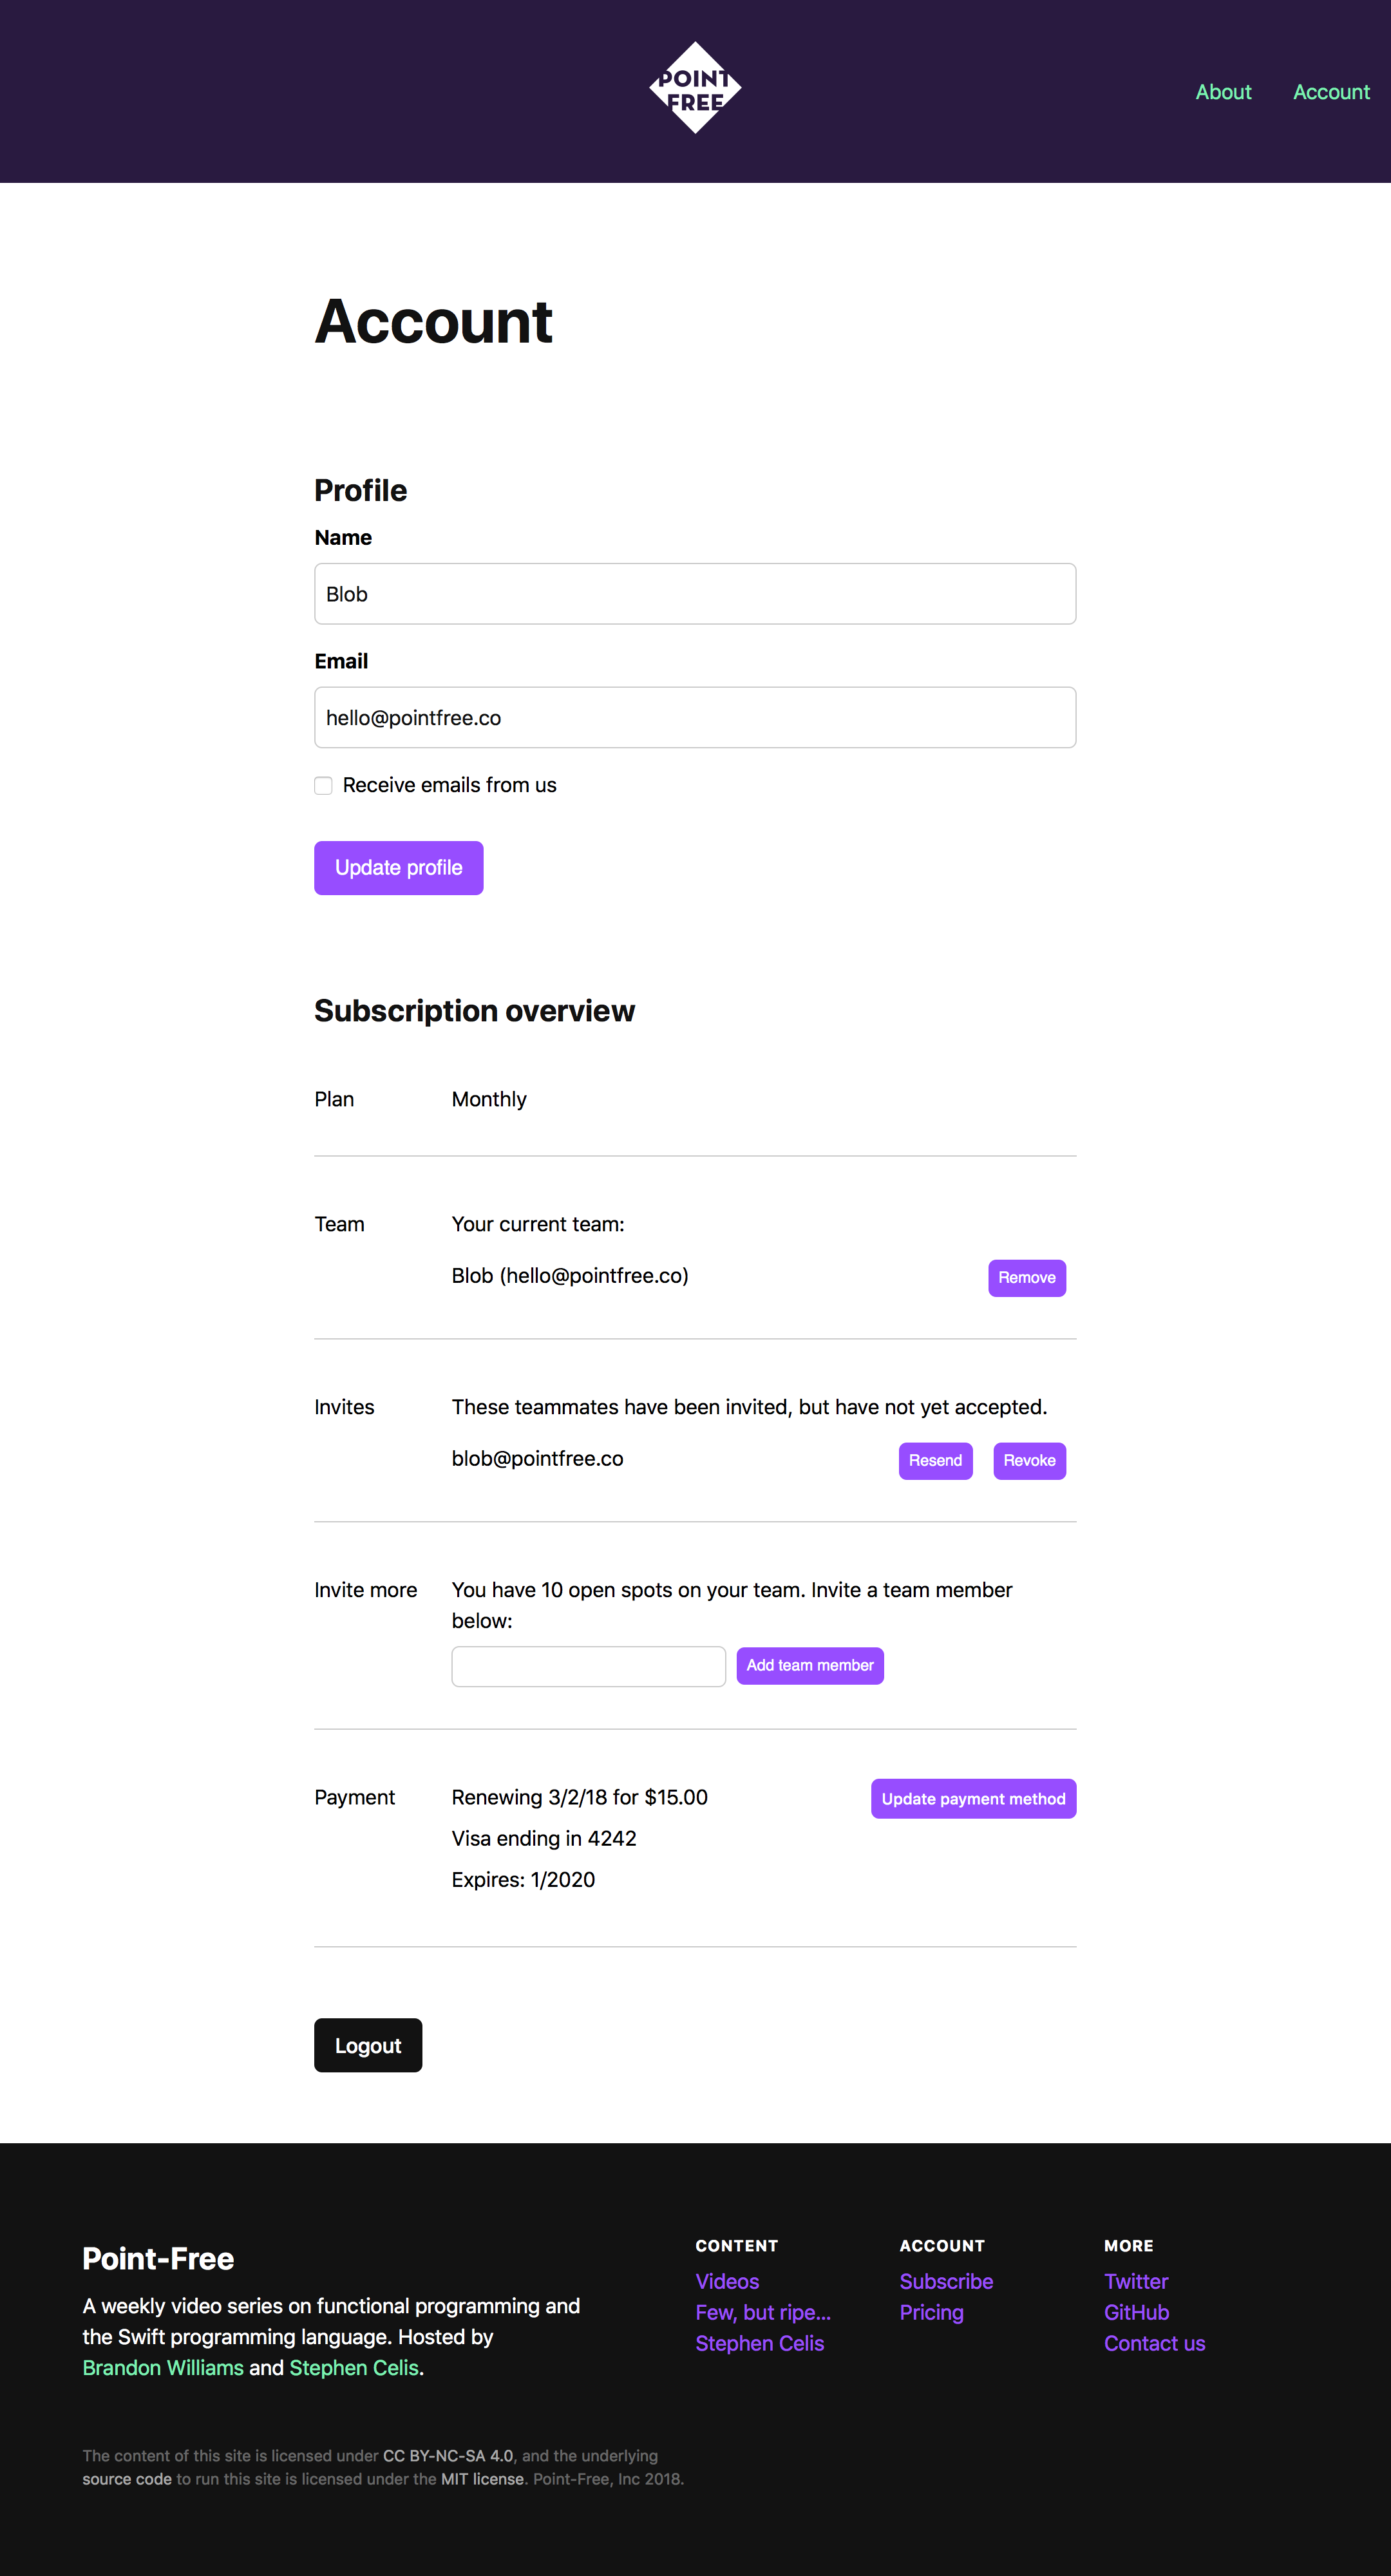 POINT
FREE
About
Account
Account
Profile
Name
Blob
Email
hello@pointfree.co
Receive emails from us
Update profile
Subscription overview
Plan
Monthly
Team
Your current team:
Blob (hello@pointfree.co)
Remove
Invites
These teammates have been invited, but have not yet accepted.
blob@pointfree.co
Resend
Revoke
Invite more
You have 10 open spots on your team. Invite a team member
below:
Add team member
Payment
Renewing 3/2/18 for $15.00
Update payment method
Visa ending in 4242
Expires: 1/2020
Logout
Point-Free
A weekly video series on functional programming and
the Swift programming language. Hosted by
Brandon Williams and Stephen Celis.
CONTENT
Videos
Few, but ripe...
Stephen Celis
ACCOUNT
Subscribe
Pricing
MORE
Twitter
GitHub
Contact us
The content of this site is licensed under CC BY-NC-SA 4.0, and the underlying
source code to run this site is licensed under the MIT license. Point-Free, Inc 2018.